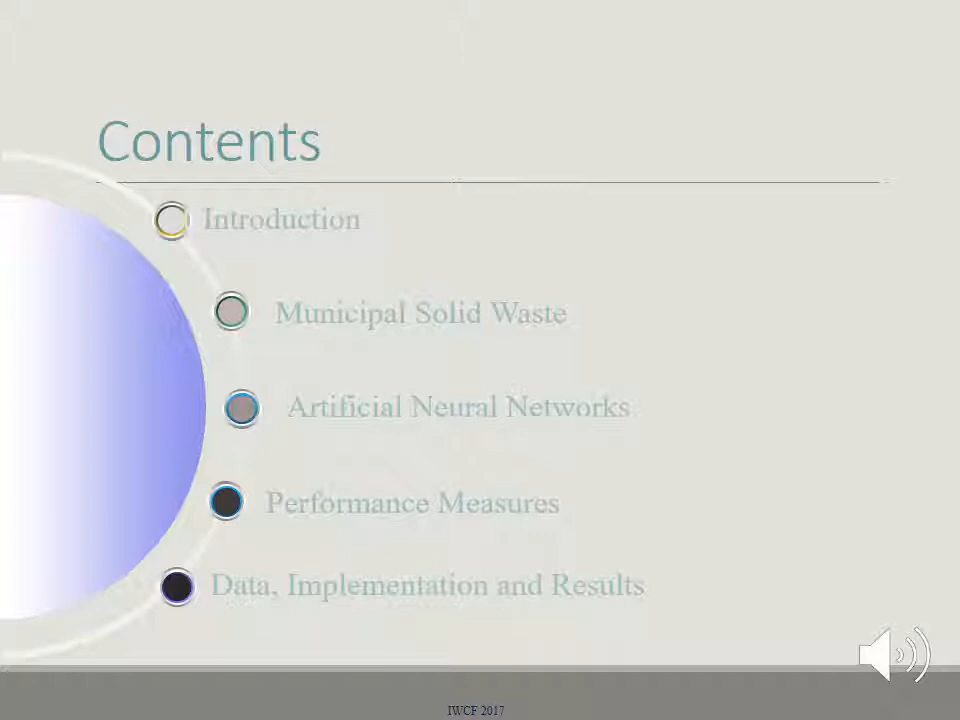 Contents
Introduction
Municipal Solid Waste
Artificial Neural Networks
Performance Measures
Data, Implementation and Results
IWCF 2017